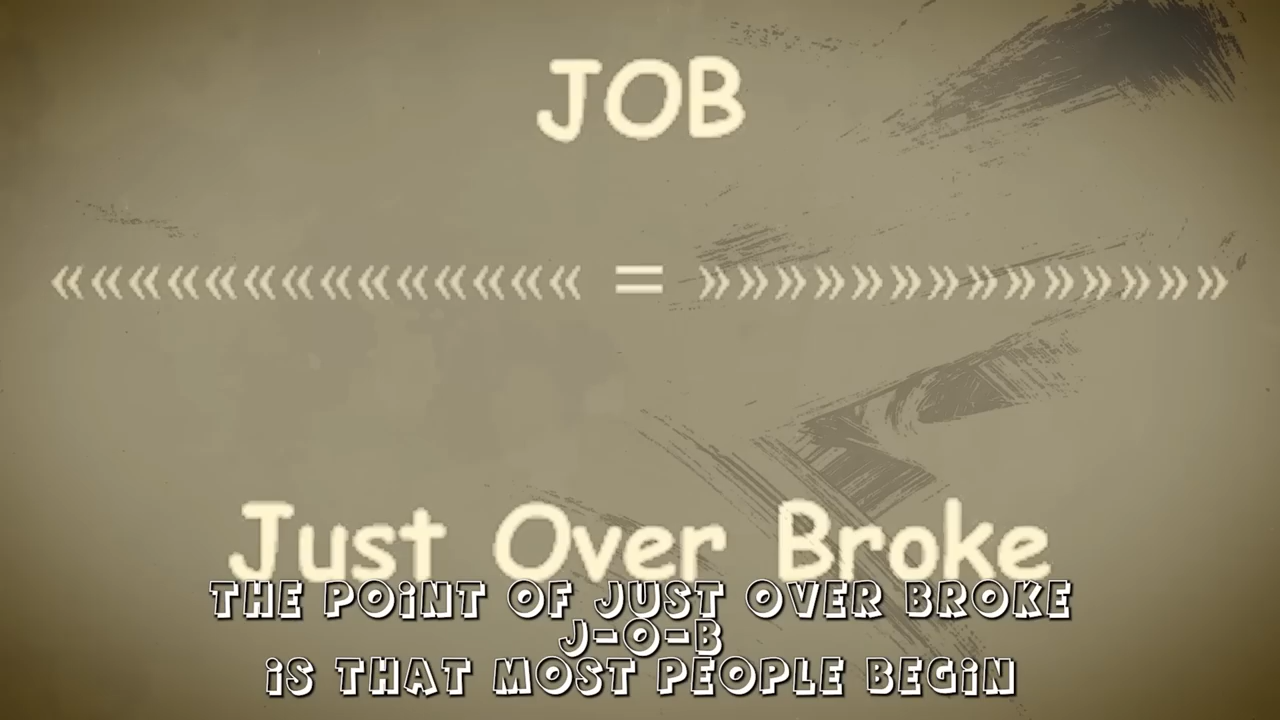 JOB
«««««««««««««« = »»»»»»»»»»»»»»
Just Over Broke
THE POiNT OF JUST OVER BROKE
J-O-B
iS THAT MOST PEOPLE BEGiN